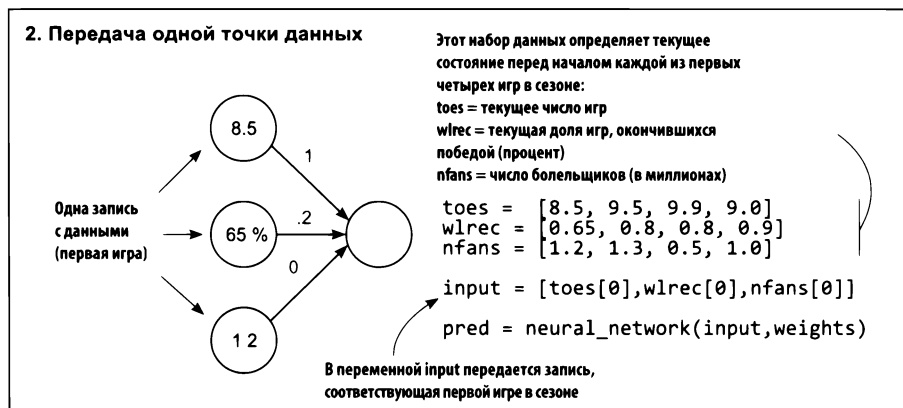 2. Передача одной точки данных
Этот набор данных определяет текущее
состояние перед началом каждой из первых
четырех игр в сезоне:
toes = текущее число игр
wlrec = текущая доля игр, окончившихся
победой (процент)
nfans = число болельщиков (в миллионах)
8.5
1
Одна запись
с данными
(первая игра)
65 %
.2
0
1 2
toes = [8.5, 9.5, 9.9, 9.0]
wlrec = [0.65, 0.8, 0.8, 0.9]
nfans = [1.2, 1.3, 0.5, 1.0]
input = [toes[0],wlrec[0],nfans[0]]
pred = neural_network(input,weights)
В переменной input передается запись,
соответствующая первой игре в сезоне